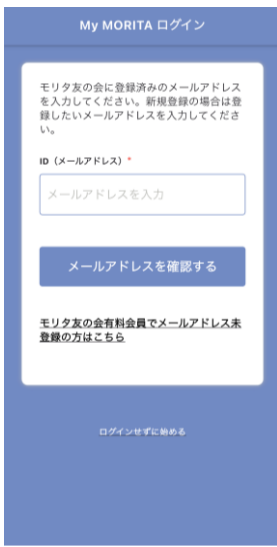 My MORITA ログイン
モリタ友の会に登録済みのメールアドレス
を入力してください。新規登録の場合は登
録したいメールアドレスを入力してくださ
い。
ID（メールアドレス）*
メールアドレスを入力
メールアドレスを確認する
モリタ友の会有料会員でメールアドレス未
登録の方はこちら
ログインせずに始める